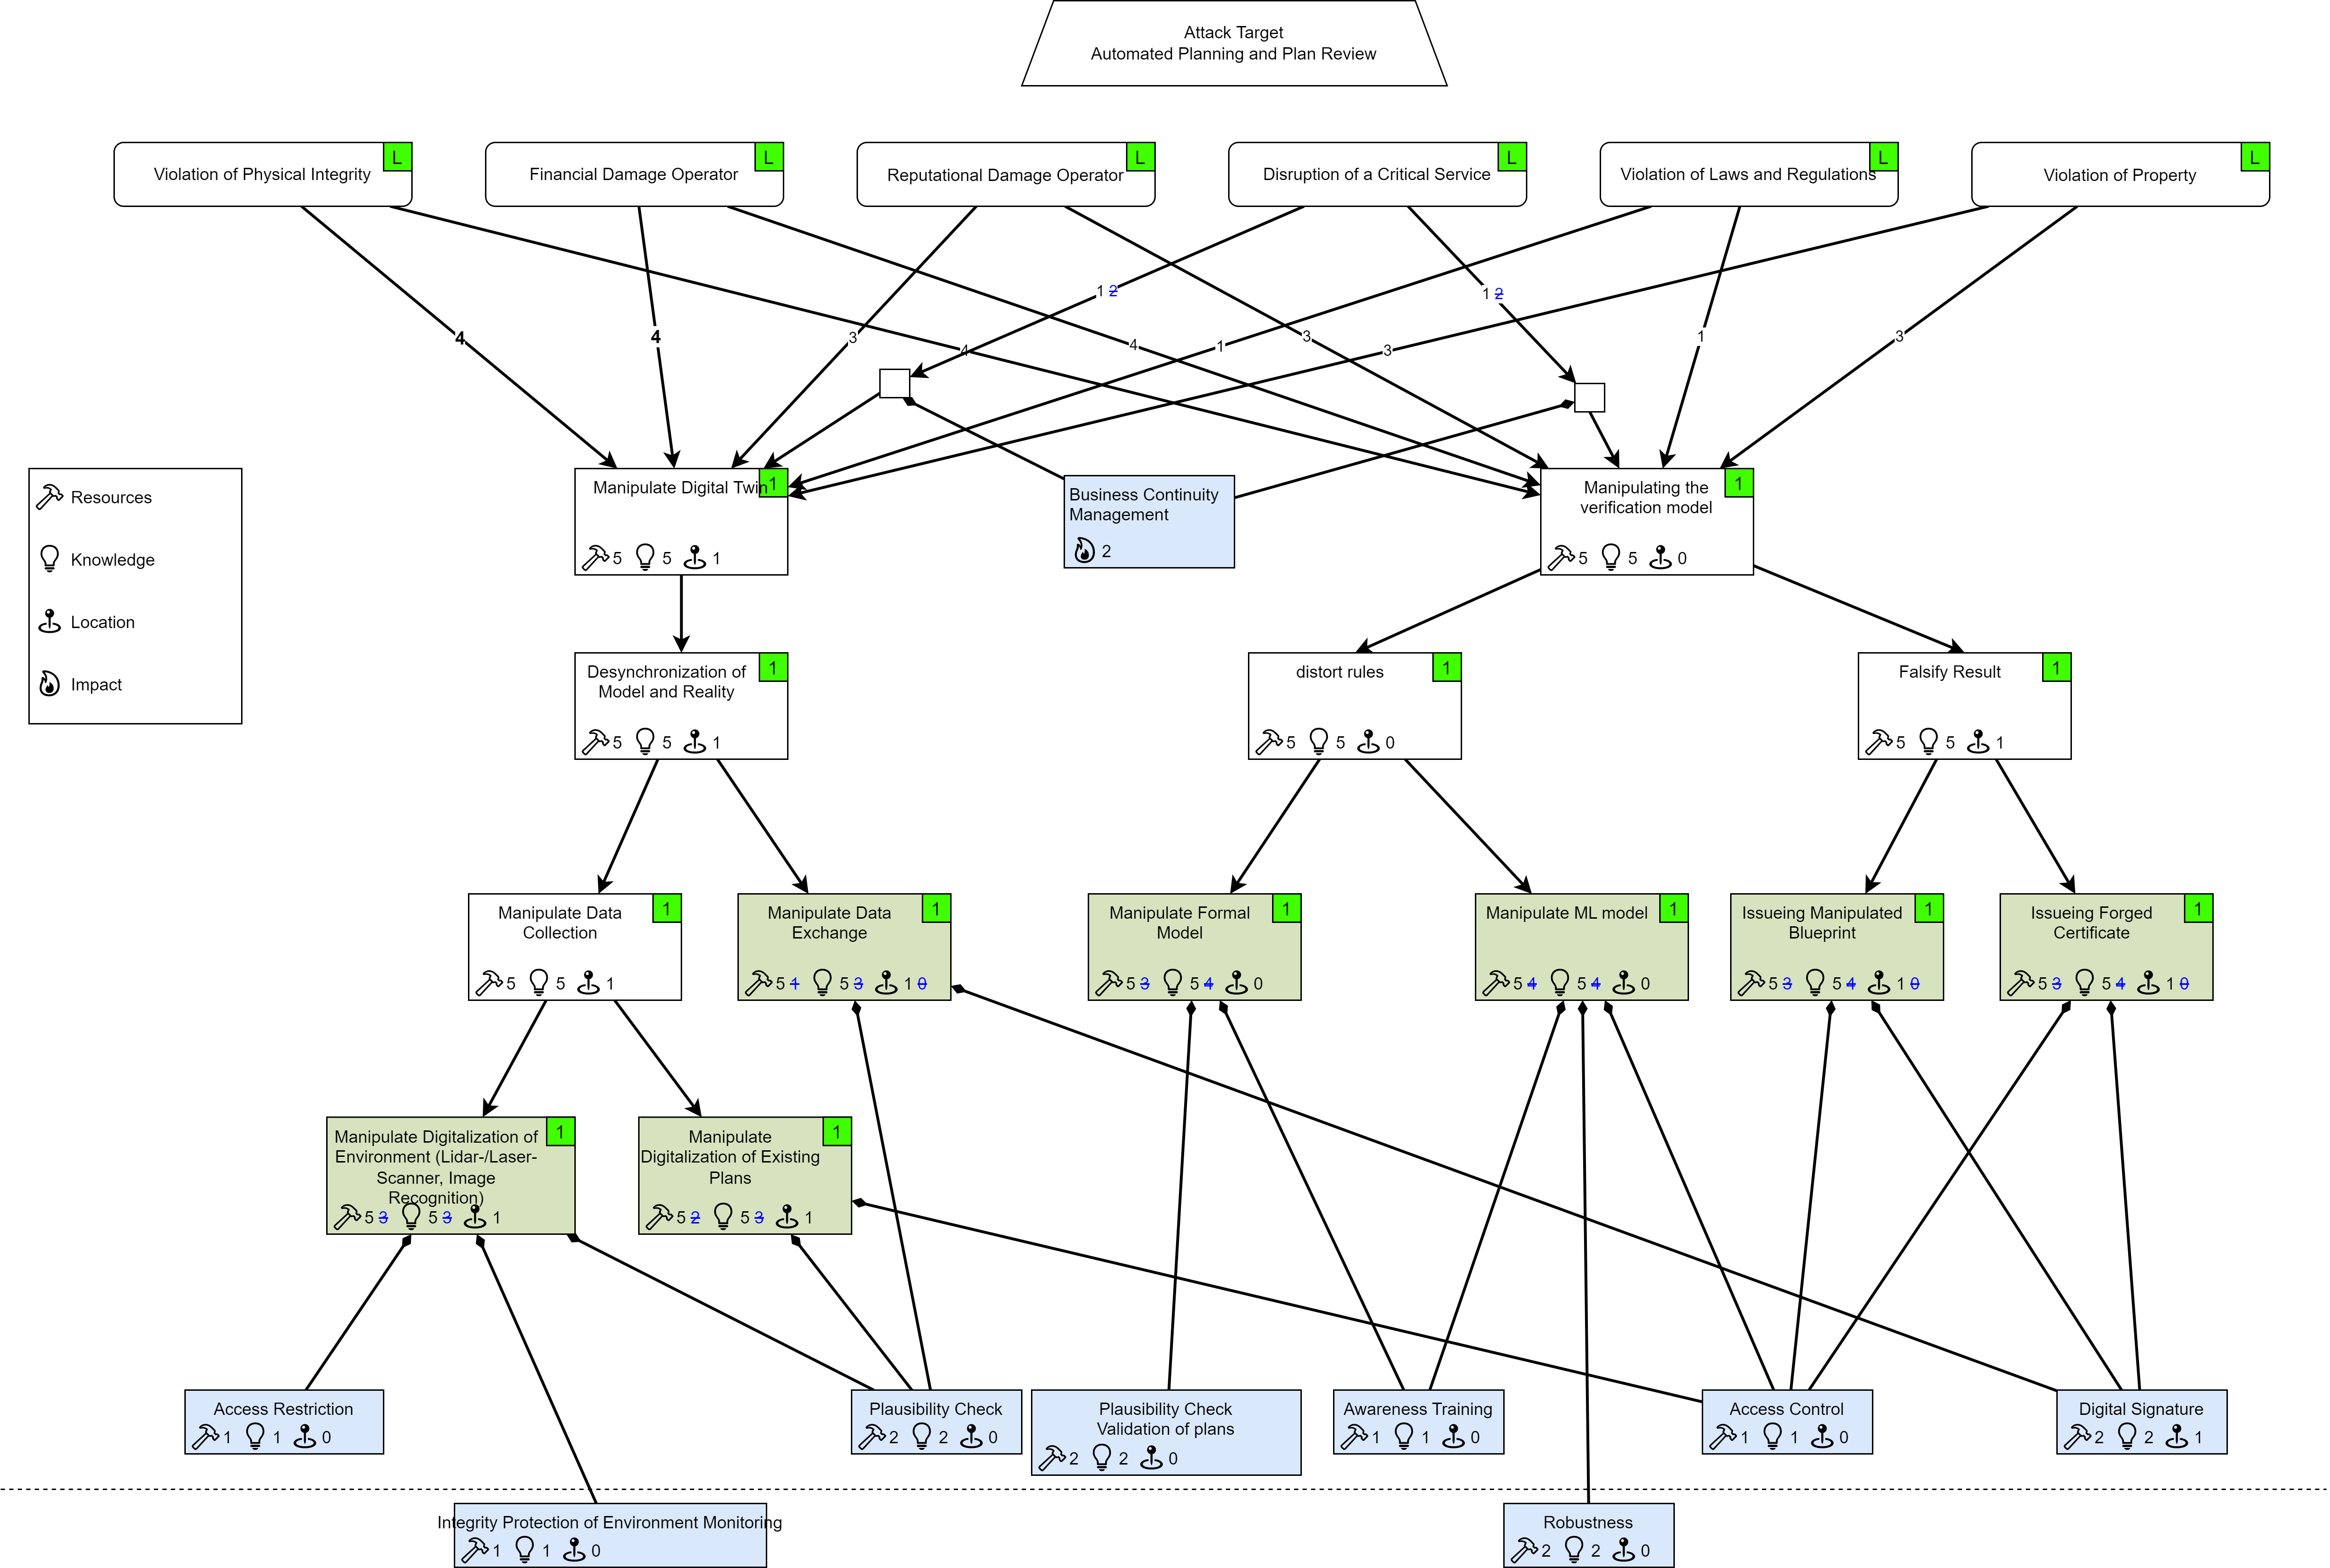 Attack Target
Automated Planning and Plan Review
Violation of Physical Integrity
L
Financial Damage Operator
L
Reputational Damage Operator
L
Disruption of a Critical Service
L
Violation of Laws and Regulations
L
Violation of Property
L
1 2
1 2
4
4
3
4
4
1
3
3
1
3
Resources
Knowledge
Location
Impact
Manipulate Digital Twin
1
5 5 1
Business Continuity
Management
2
Manipulating the
verification model
1
5 5 0
Desynchronization of
Model and Reality
1
5 5 1
distort rules
1
5 5 0
Falsify Result
1
5 5 1
Manipulate Data
Collection
1
5 5 1
Manipulate Data
Exchange
1
5 1 5 3 1 0
Manipulate Formal
Model
1
5 3 5 4 0
Manipulate ML model
1
5 4 5 4 0
Issueing Manipulated
Blueprint
1
5 3 5 4 1 0
Issueing Forged
Certificate
1
5 3 5 4 1 0
Manipulate Digitalization of
Environment (Lidar-/Laser-
Scanner, Image
Recognition)
1
5 3 5 3 1
Manipulate
Digitalization of Existing
Plans
1
5 2 5 3 1
Access Restriction
1 1 0
Plausibility Check
2 2 0
Plausibility Check
Validation of plans
2 2 0
Awareness Training
1 1 0
Access Control
1 1 0
Digital Signature
2 2 1
Integrity Protection of Environment Monitoring
1 1 0
Robustness
2 2 0